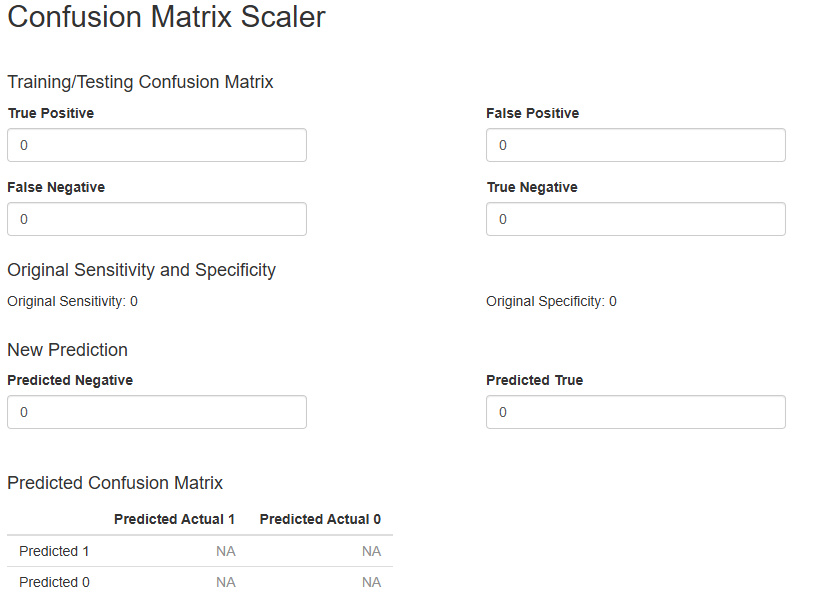 Confusion Matrix Scaler
Training/Testing Confusion Matrix
True Positive False Positive
0 0
False Negative True Negative
0 0
Original Sensitivity and Specificity
Original Sensitivity: 0 Original Specificity: 0
New Prediction
Predicted Negative Predicted True
0 0
Predicted Confusion Matrix
Predicted Actual 1 Predicted Actual 0
Predicted 1 NA NA
Predicted 0 NA NA